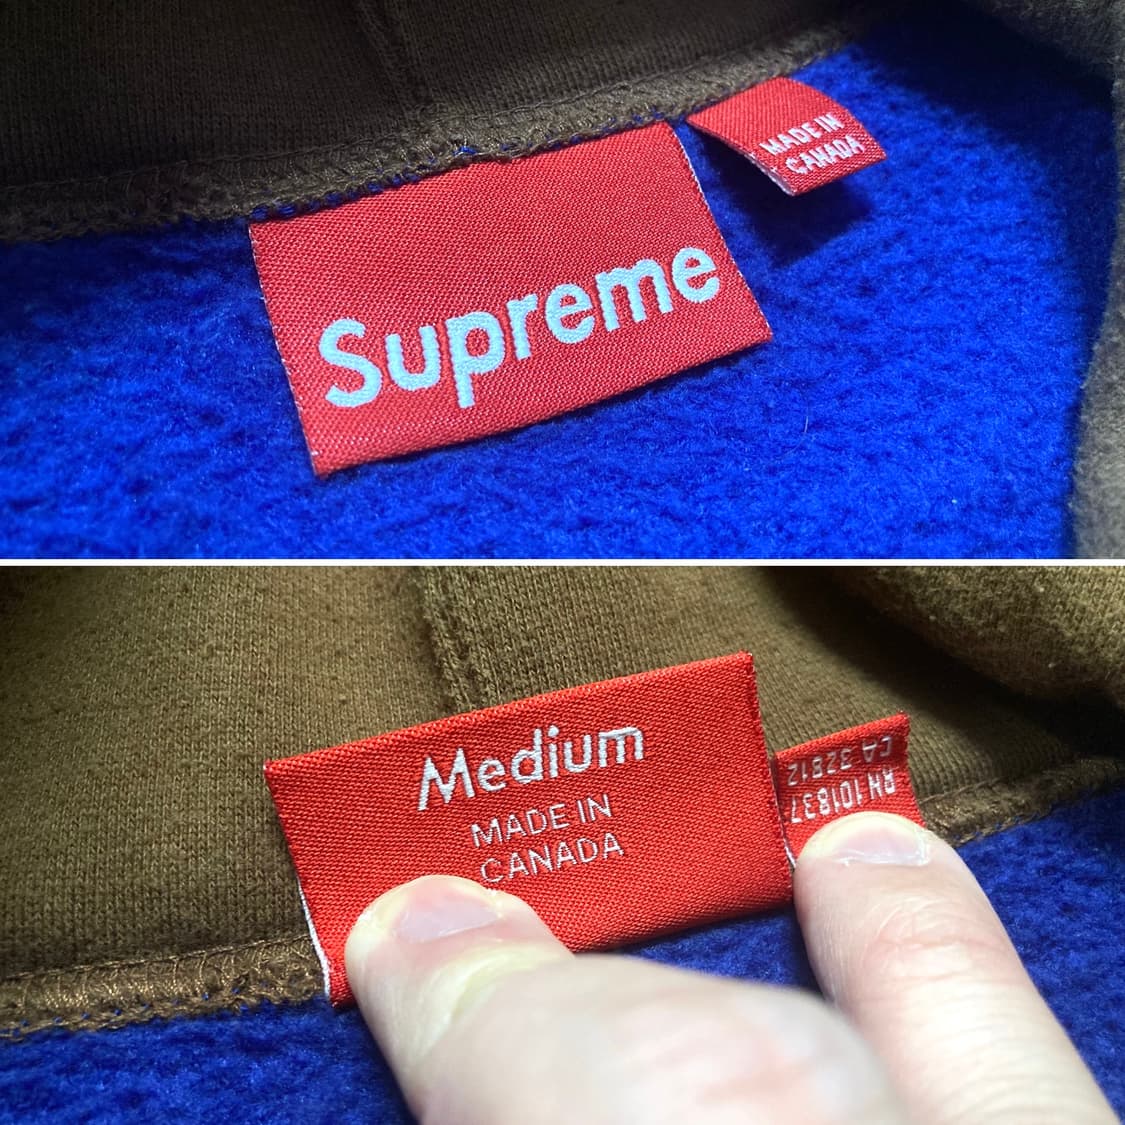 Supreme
MADE IN
CANADA
Medium
MADE IN
CANADA
RN 101837
CA 32812